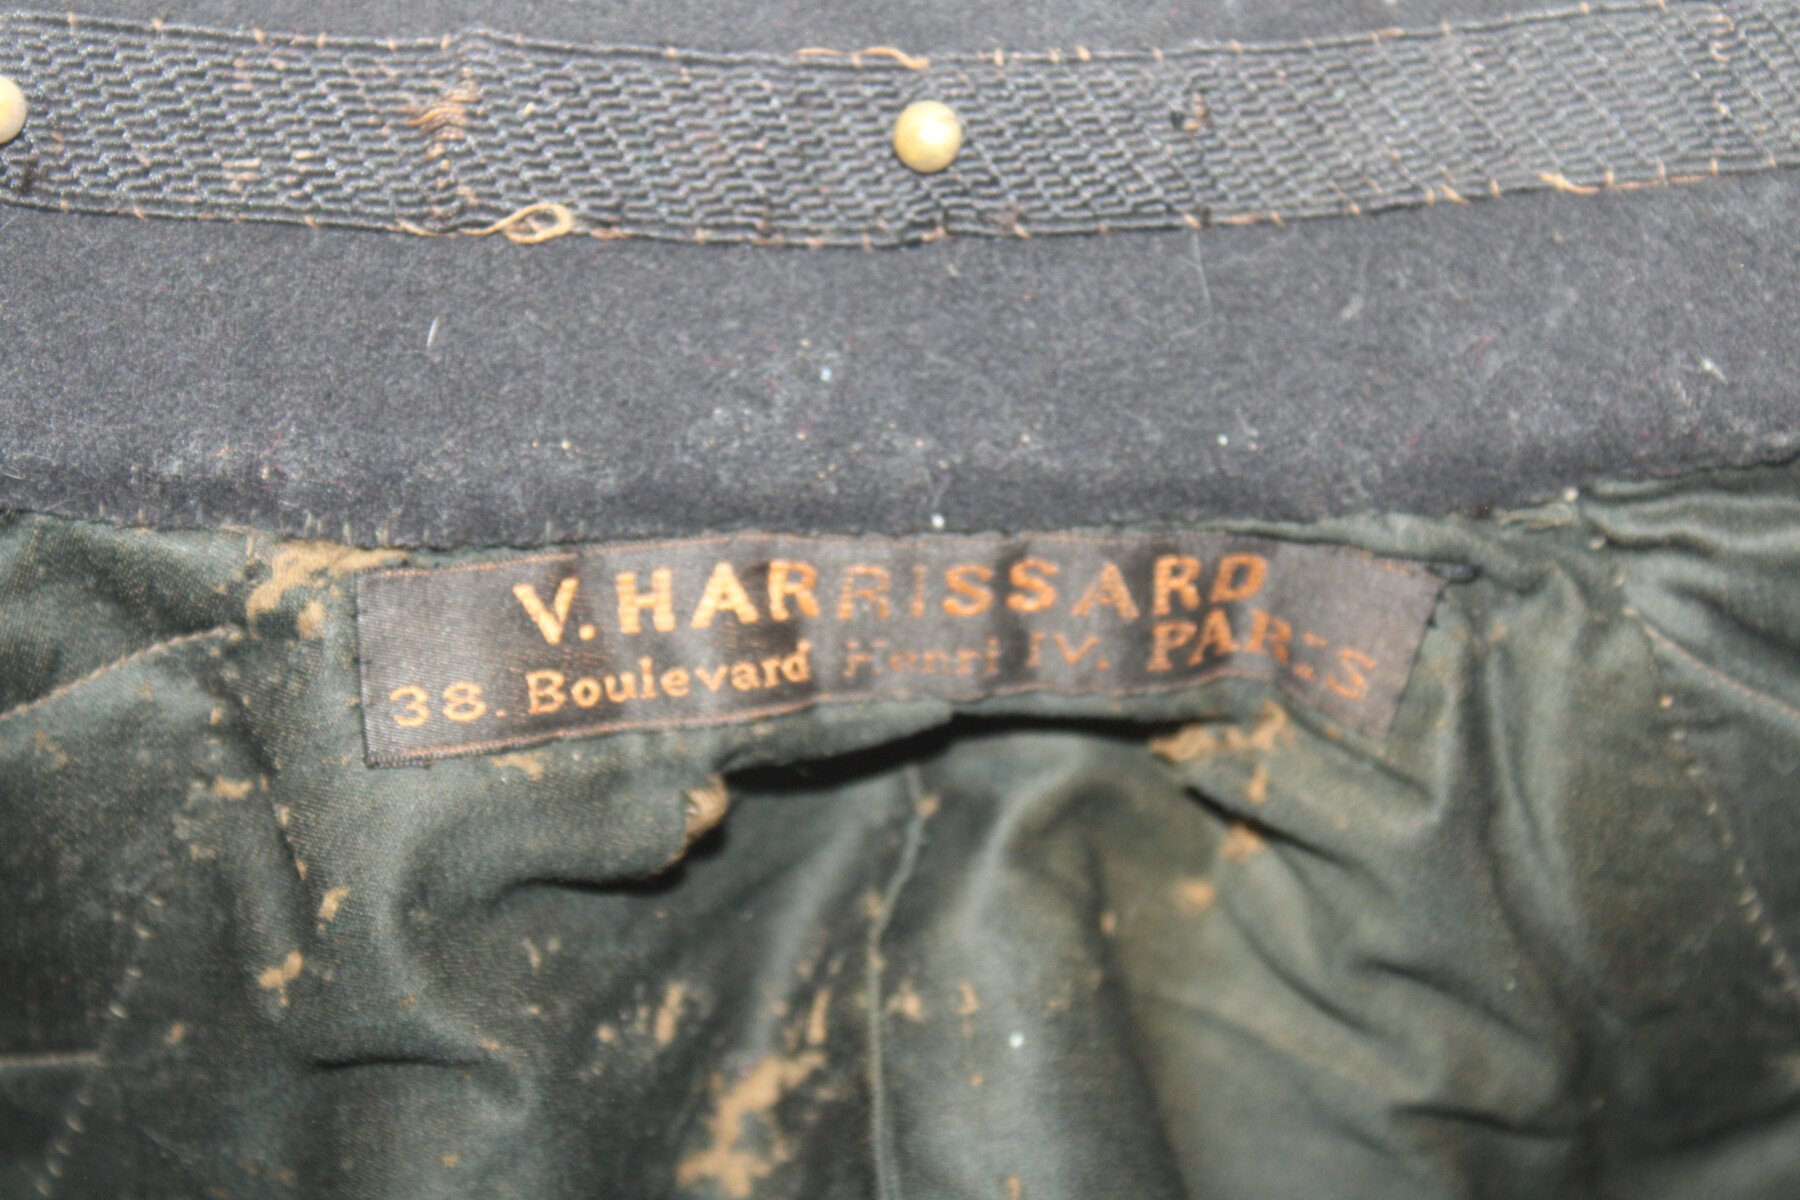 V. HARRISSARD
38. Boulevard Henri IV. PARIS